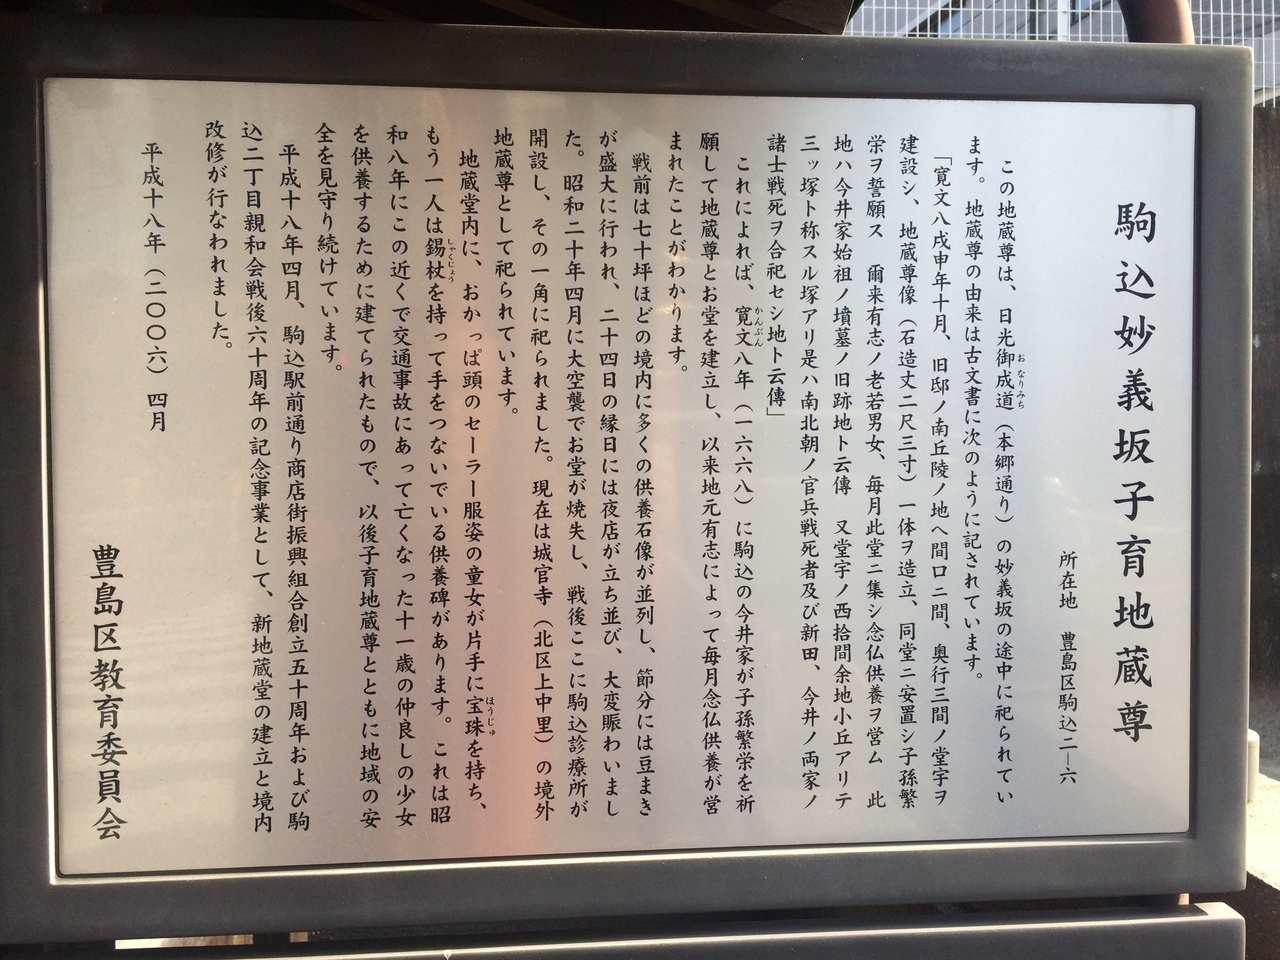 駒込妙義坂子育地蔵尊
所在地　豊島区駒込二―六
この地蔵尊は、日光御成道（本郷通り）の妙義坂の途中に祀られてい
おなりみち
ます。地蔵尊の由来は古文書に次のように記されています。
「寛文八戌申年十月、旧邸ノ南丘陵ノ地ヘ間口二間、奥行三間ノ堂宇ヲ
建設シ、地蔵尊像（石造丈二尺三寸）一体ヲ造立、同堂ニ安置シ子孫繁
栄ヲ誓願ス　爾来有志ノ老若男女、毎月此堂ニ集シ念仏供養ヲ営ム　此
地ハ今井家始祖ノ墳墓ノ旧跡地ト云傳　又堂宇ノ西拾間余地小丘アリテ
三ッ塚ト称スル塚アリ是ハ南北朝ノ官兵戦死者及び新田、今井ノ両家ノ
諸士戦死ヲ合祀セシ地ト云傳」
これによれば、寛文八年（一六六八）に駒込の今井家が子孫繁栄を祈
かんぶん
願して地蔵尊とお堂を建立し、以来地元有志によって毎月念仏供養が営
まれたことがわかります。
戦前は七十坪ほどの境内に多くの供養石像が並列し、節分には豆まき
が盛大に行われ、二十四日の縁日には夜店が立ち並び、大変賑わいまし
た。昭和二十年四月に大空襲でお堂が焼失し、戦後ここに駒込診療所が
開設し、その一角に祀られました。現在は城官寺（北区上中里）の境外
地蔵尊として祀られています。
地蔵堂内に、おかっぱ頭のセーラー服姿の童女が片手に宝珠を持ち、
ほうじゅ
もう一人は錫杖を持って手をつないでいる供養碑があります。これは昭
しゃくじょう
和八年にこの近くで交通事故にあって亡くなった十一歳の仲良しの少女
を供養するために建てられたもので、以後子育地蔵尊とともに地域の安
全を見守り続けています。
平成十八年四月、駒込駅前通り商店街振興組合創立五十周年および駒
込二丁目親和会戦後六十周年の記念事業として、新地蔵堂の建立と境内
改修が行なわれました。
平成十八年（二〇〇六）四月
豊島区教育委員会